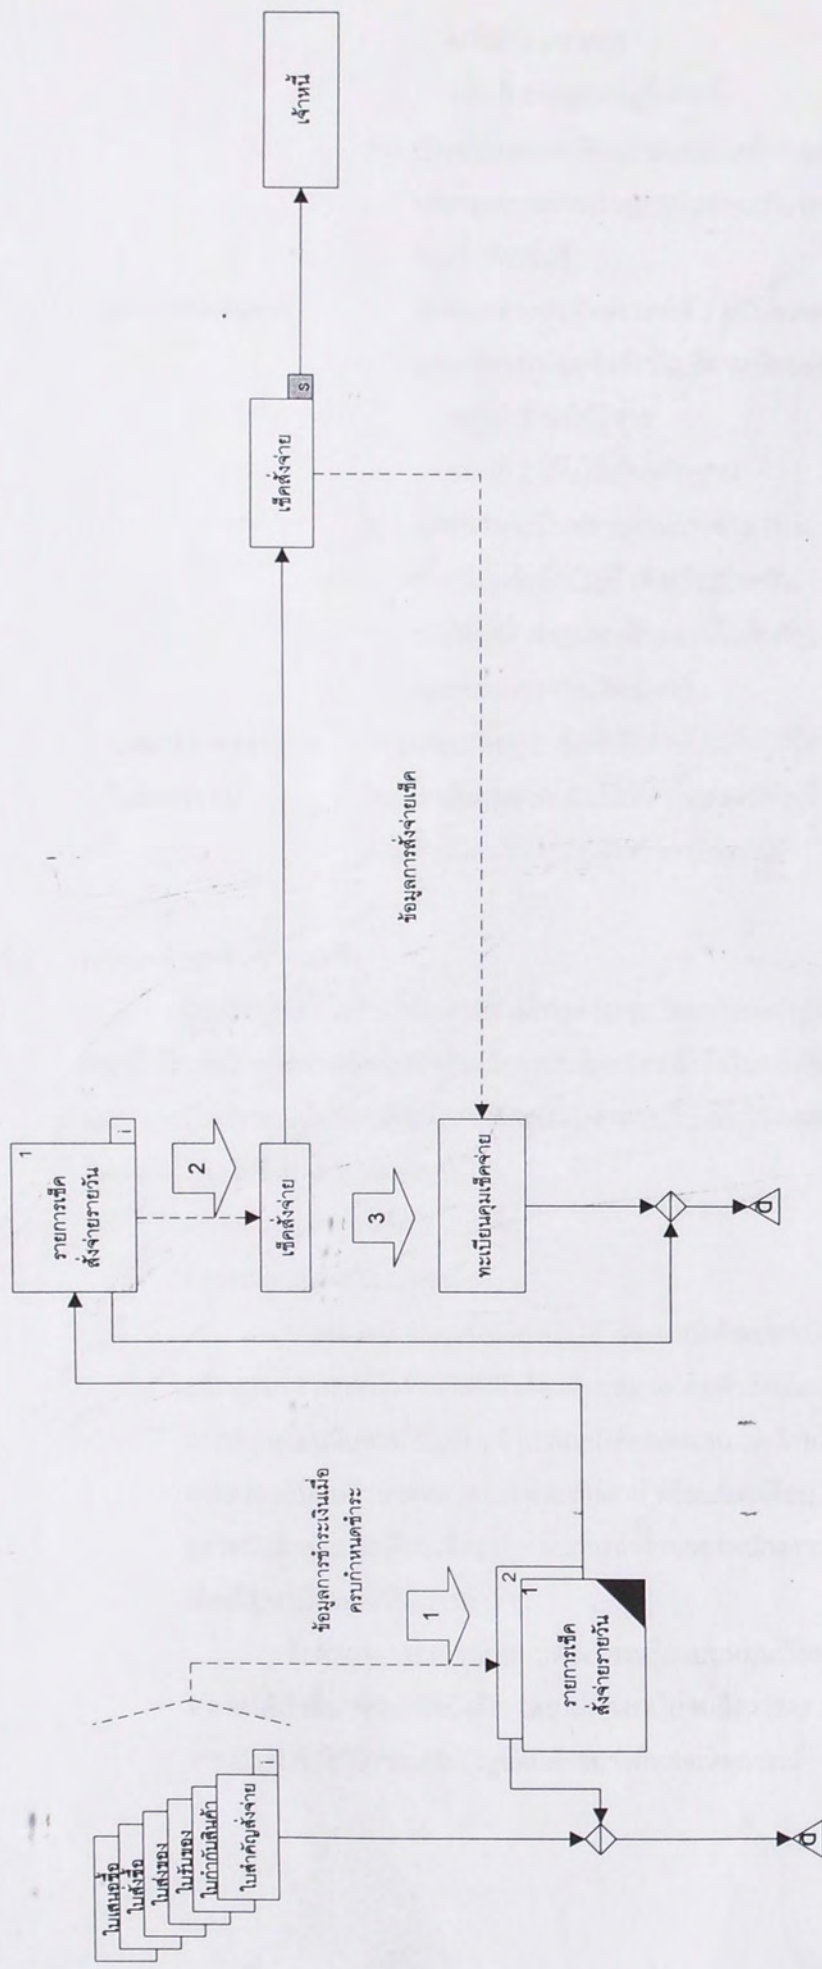 ใบเสนอซื้อ
ใบสั่งซื้อ
ใบส่งของ
ใบรับของ
ใบกำกับสินค้า
ใบสำคัญสั่งจ่าย
i
ข้อมูลการชำระเงินเมื่อ
ครบกำหนดชำระ
1
2
1
รายการเช็ค
สั่งจ่ายรายวัน
D
1
รายการเช็ค
สั่งจ่ายรายวัน
i
2
เช็คสั่งจ่าย
3
ทะเบียนคุมเช็คจ่าย
D
ข้อมูลการสั่งจ่ายเช็ค
เช็คสั่งจ่าย
S
เจ้าหนี้